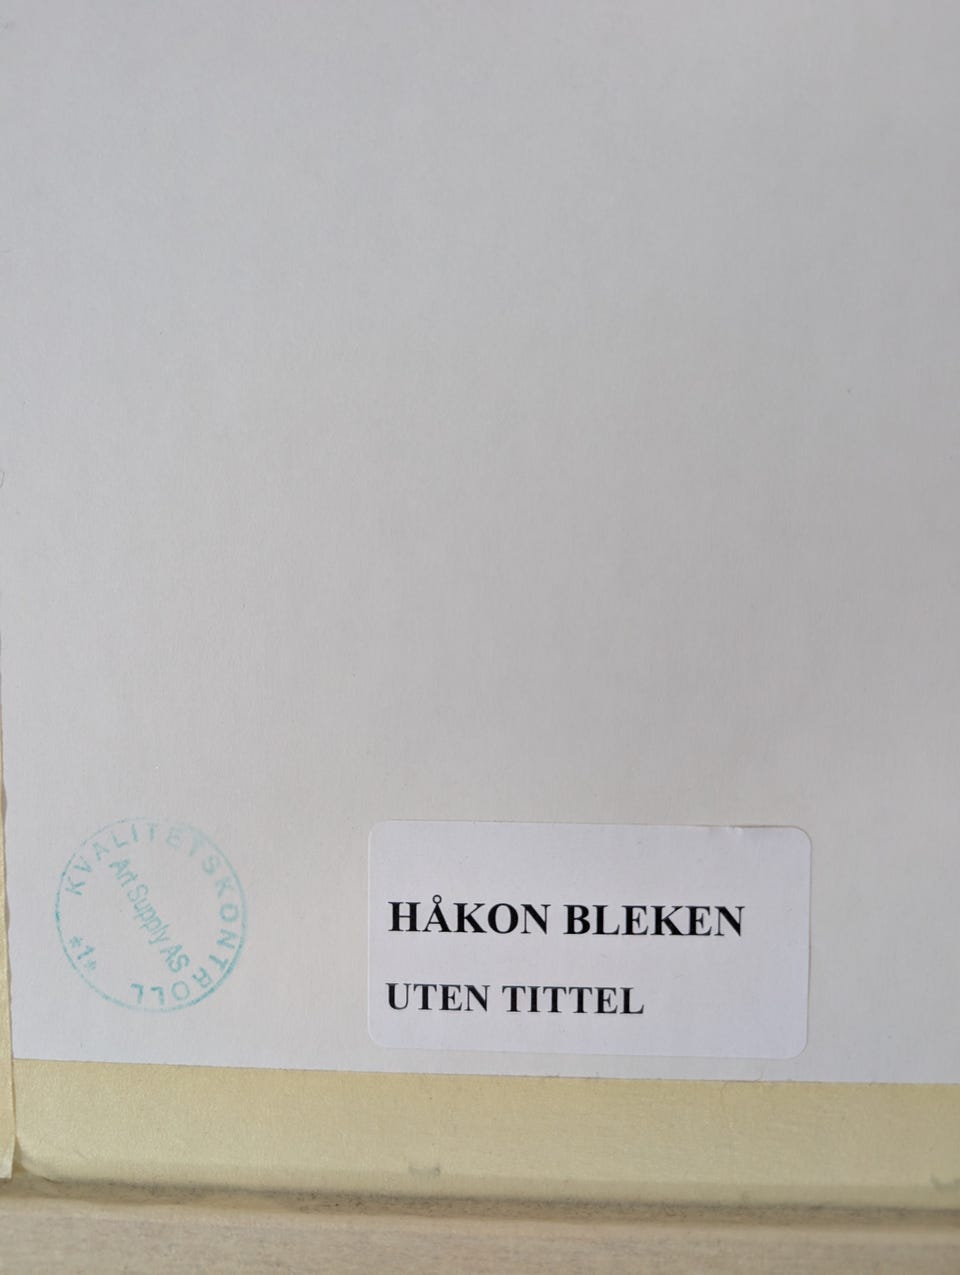 KVALITETSKONTROLL
Art Supply AS
*1*
HÅKON BLEKEN
UTEN TITTEL